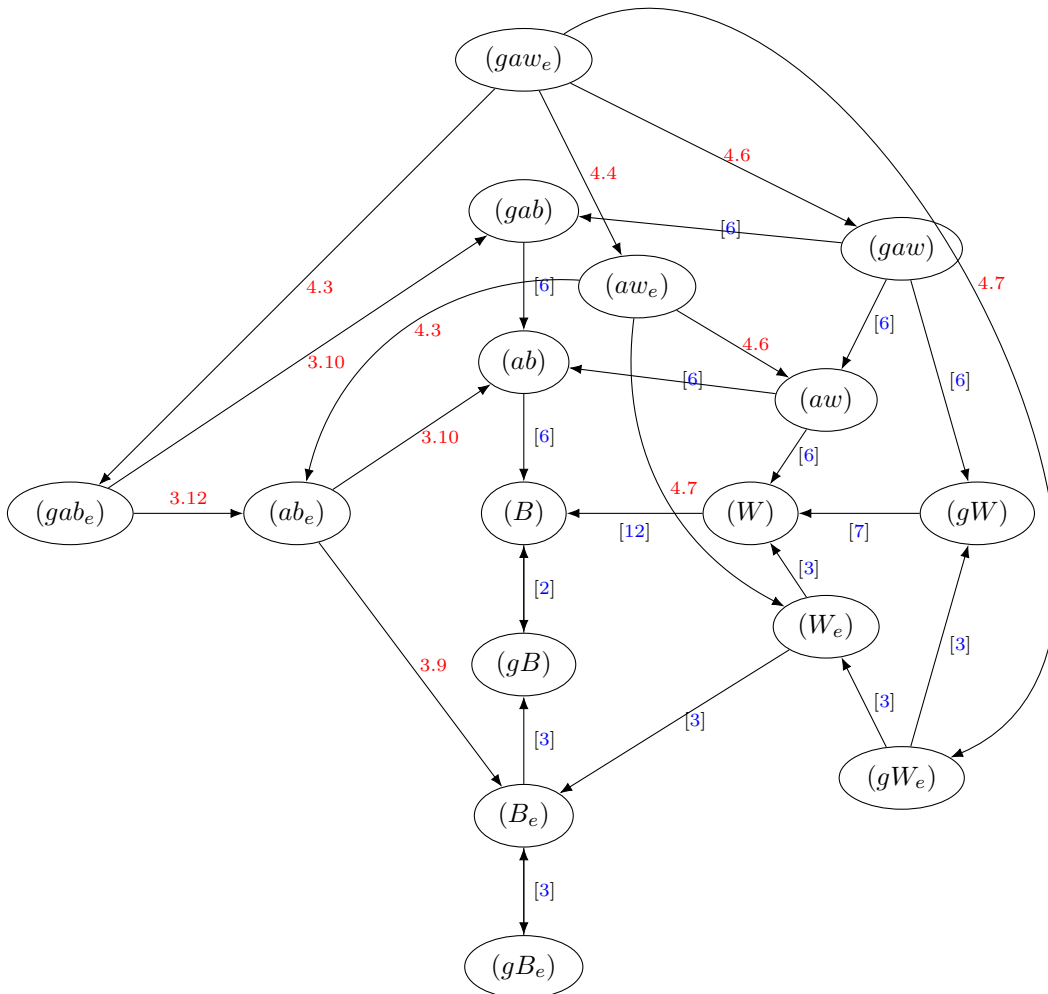 (gaw_e)
4.6
4.4
(gab)
[6]
(gaw)
4.7
4.3
[6]
(aw_e)
[6]
4.3
4.6
3.10
(ab)
[6]
[6]
(aw)
3.10
[6]
[6]
4.7
3.12
(gab_e)
(ab_e)
(B)
(W)
(gW)
[12]
[7]
[3]
[2]
(W_e)
3.9
(gB)
[3]
[3]
[3]
[3]
(gW_e)
(B_e)
[3]
(gB_e)